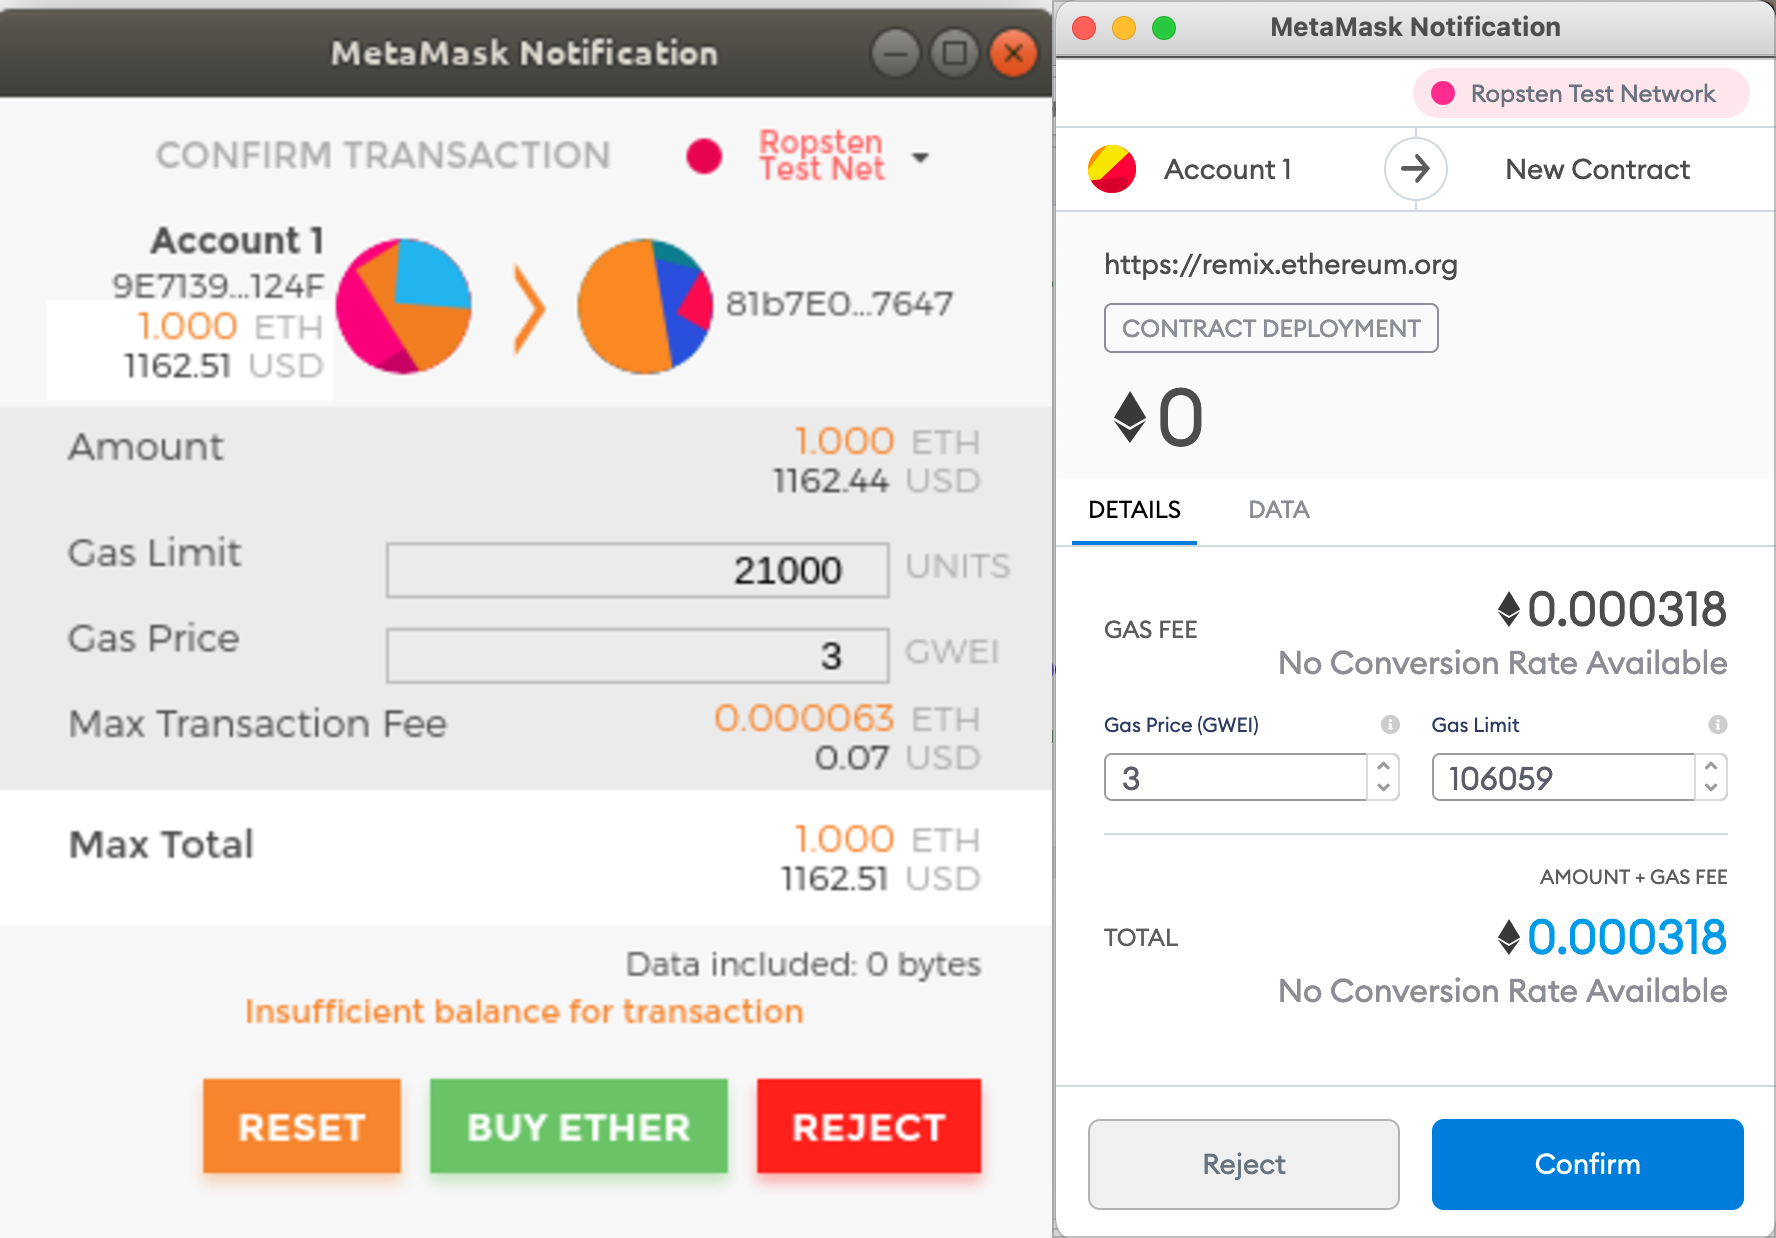 MetaMask Notification
CONFIRM TRANSACTION
Ropsten
Test Net
Account 1
9E7139...124F
1.000 ETH
1162.51 USD
81b7E0...7647
Amount
1.000 ETH
1162.44 USD
Gas Limit
21000 UNITS
Gas Price
3 GWEI
Max Transaction Fee
0.000063 ETH
0.07 USD
Max Total
1.000 ETH
1162.51 USD
Data included: 0 bytes
Insufficient balance for transaction
RESET BUY ETHER REJECT
MetaMask Notification
Ropsten Test Network
Account 1 New Contract
https://remix.ethereum.org
CONTRACT DEPLOYMENT
0
DETAILS DATA
GAS FEE
0.000318
No Conversion Rate Available
Gas Price (GWEI) Gas Limit
3 106059
AMOUNT + GAS FEE
TOTAL
0.000318
No Conversion Rate Available
Reject Confirm